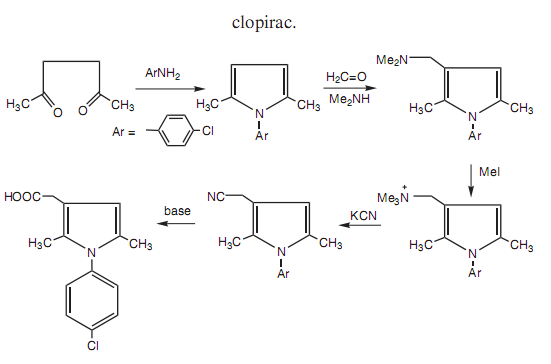 clopirac.
H₃C O O CH₃
ArNH₂
Ar = Cl
H₃C N CH₃
Ar
H₂C=O
Me₂NH
Me₂N
H₃C N CH₃
Ar
MeI
Me₃N +
H₃C N CH₃
Ar
KCN
NC
H₃C N CH₃
Ar
base
HOOC
H₃C N CH₃
Cl